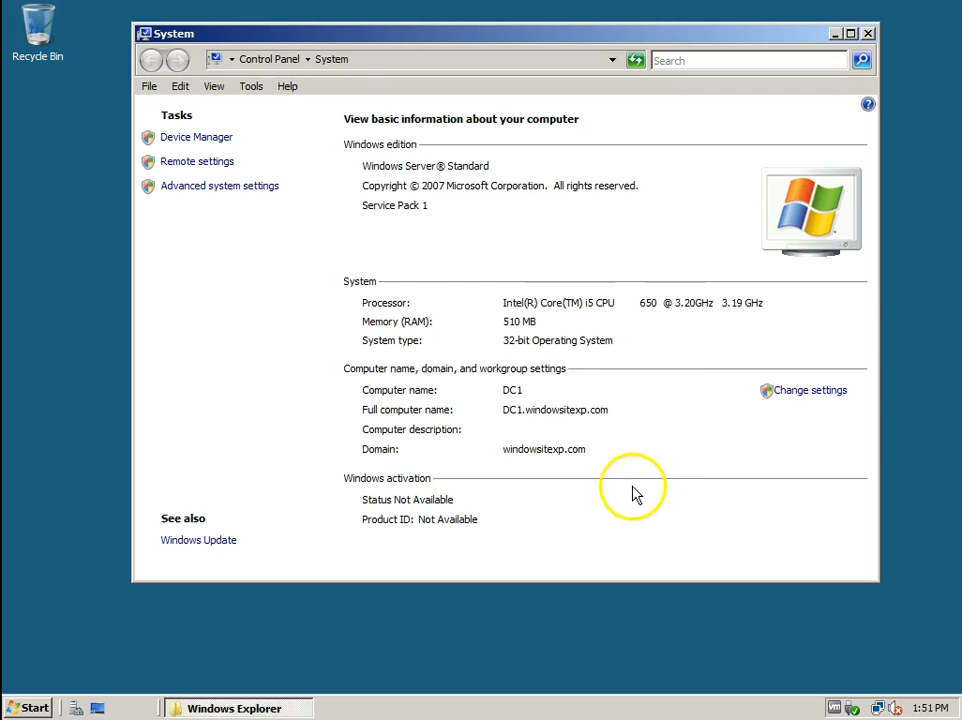 Recycle Bin
System
Control Panel
System
Search
File Edit View Tools Help
Tasks
Device Manager
Remote settings
Advanced system settings
See also
Windows Update
View basic information about your computer
Windows edition
Windows Server® Standard
Copyright © 2007 Microsoft Corporation. All rights reserved.
Service Pack 1
System
Processor: Intel(R) Core(TM) i5 CPU 650 @ 3.20GHz 3.19 GHz
Memory (RAM): 510 MB
System type: 32-bit Operating System
Computer name, domain, and workgroup settings
Computer name: DC1
Change settings
Full computer name: DC1.windowsitexp.com
Computer description:
Domain: windowsitexp.com
Windows activation
Status Not Available
Product ID: Not Available
Start
Windows Explorer
vm
1:51 PM